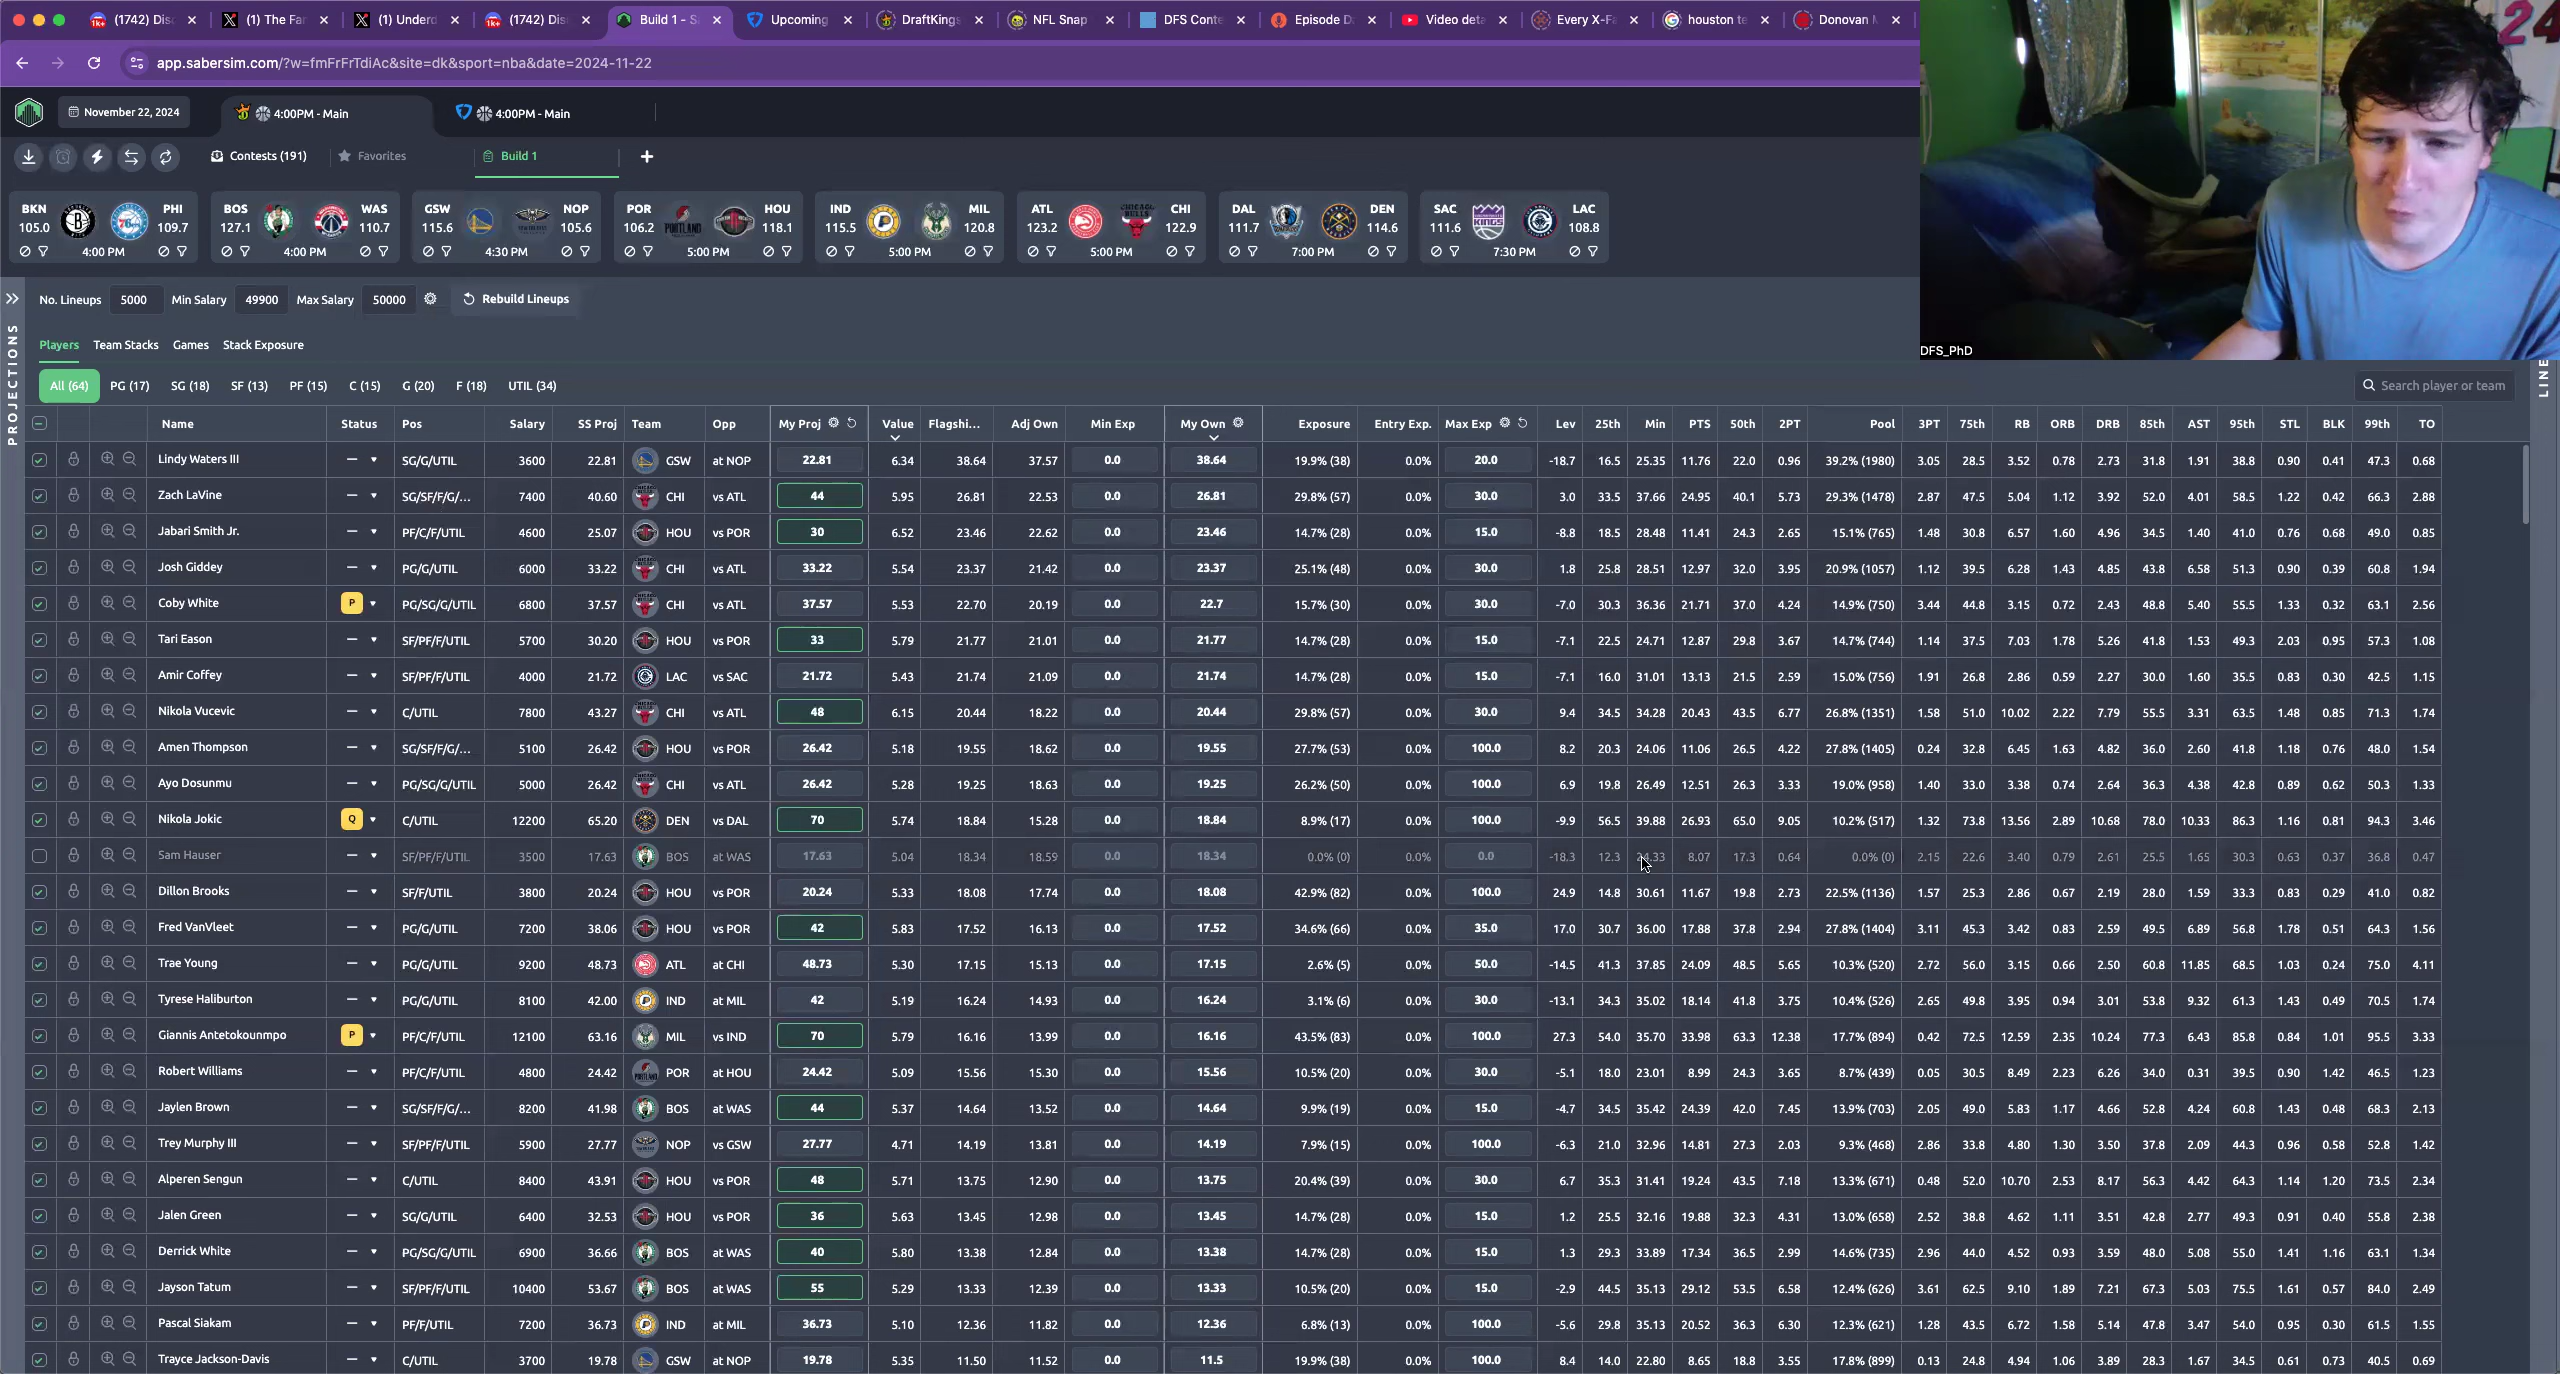 (1742) Dis
(1) The Far
(1) Underd
(1742) Dis
Build 1 - S
Upcoming
DraftKings
NFL Snap
DFS Conte
Episode D
Video deta
Every X-Fa
houston te
Donovan M
app.sabersim.com/?w=fmFrFrTdiAc&site=dk&sport=nba&date=2024-11-22
November 22, 2024
4:00PM - Main
4:00PM - Main
Contests (191)
Favorites
Build 1
BKN PHI BOS WAS GSW NOP POR HOU IND MIL ATL CHI DAL DEN SAC LAC
105.0 109.7 127.1 110.7 115.6 105.6 106.2 118.1 115.5 120.8 123.2 122.9 111.7 114.6 111.6 108.8
4:00 PM 4:00 PM 4:30 PM 5:00 PM 5:00 PM 5:00 PM 7:00 PM 7:30 PM
No. Lineups 5000 Min Salary 49900 Max Salary 50000 Rebuild Lineups
Players Team Stacks Games Stack Exposure
DFS_PhD
24
PROJECTIONS
LINE
All (64) PG (17) SG (18) SF (13) PF (15) C (15) G (20) F (18) UTIL (34)
Search player or team
Name Status Pos Salary SS Proj Team Opp My Proj Value Flagshi... Adj Own Min Exp My Own Exposure Entry Exp. Max Exp Lev 25th Min PTS 50th 2PT Pool 3PT 75th RB ORB DRB 85th AST 95th STL BLK 99th TO
Lindy Waters III — SG/G/UTIL 3600 22.81 GSW at NOP 22.81 6.34 38.64 37.57 0.0 38.64 19.9% (38) 0.0% 20.0 -18.7 16.5 25.35 11.76 22.0 0.96 39.2% (1980) 3.05 28.5 3.52 0.78 2.73 31.8 1.91 38.8 0.90 0.41 47.3 0.68
Zach LaVine — SG/SF/F/G/... 7400 40.60 CHI vs ATL 44 5.95 26.81 22.53 0.0 26.81 29.8% (57) 0.0% 30.0 3.0 33.5 37.66 24.95 40.1 5.73 29.3% (1478) 2.87 47.5 5.04 1.12 3.92 52.0 4.01 58.5 1.22 0.42 66.3 2.88
Jabari Smith Jr. — PF/C/F/UTIL 4600 25.07 HOU vs POR 30 6.52 23.46 22.62 0.0 23.46 14.7% (28) 0.0% 15.0 -8.8 18.5 28.48 11.41 24.3 2.65 15.1% (765) 1.48 30.8 6.57 1.60 4.96 34.5 1.40 41.0 0.76 0.68 49.0 0.85
Josh Giddey — PG/G/UTIL 6000 33.22 CHI vs ATL 33.22 5.54 23.37 21.42 0.0 23.37 25.1% (48) 0.0% 30.0 1.8 25.8 28.51 12.97 32.0 3.95 20.9% (1057) 1.12 39.5 6.28 1.43 4.85 43.8 6.58 51.3 0.90 0.39 60.8 1.94
Coby White P PG/SG/G/UTIL 6800 37.57 CHI vs ATL 37.57 5.53 22.70 20.19 0.0 22.7 15.7% (30) 0.0% 30.0 -7.0 30.3 36.36 21.71 37.0 4.24 14.9% (750) 3.44 44.8 3.15 0.72 2.43 48.8 5.40 55.5 1.33 0.32 63.1 2.56
Tari Eason — SF/PF/F/UTIL 5700 30.20 HOU vs POR 33 5.79 21.77 21.01 0.0 21.77 14.7% (28) 0.0% 15.0 -7.1 22.5 24.71 12.87 29.8 3.67 14.7% (744) 1.14 37.5 7.03 1.78 5.26 41.8 1.53 49.3 2.03 0.95 57.3 1.08
Amir Coffey — SF/PF/F/UTIL 4000 21.72 LAC vs SAC 21.72 5.43 21.74 21.09 0.0 21.74 14.7% (28) 0.0% 15.0 -7.1 16.0 31.01 13.13 21.5 2.59 15.0% (756) 1.91 26.8 2.86 0.59 2.27 30.0 1.60 35.5 0.83 0.30 42.5 1.15
Nikola Vucevic — C/UTIL 7800 43.27 CHI vs ATL 48 6.15 20.44 18.22 0.0 20.44 29.8% (57) 0.0% 30.0 9.4 34.5 34.28 20.43 43.5 6.77 26.8% (1351) 1.58 51.0 10.02 2.22 7.79 55.5 3.31 63.5 1.48 0.85 71.3 1.74
Amen Thompson — SG/SF/F/G/... 5100 26.42 HOU vs POR 26.42 5.18 19.55 18.62 0.0 19.55 27.7% (53) 0.0% 100.0 8.2 20.3 24.06 11.06 26.5 4.22 27.8% (1405) 0.24 32.8 6.45 1.63 4.82 36.0 2.60 41.8 1.18 0.76 48.0 1.54
Ayo Dosunmu — PG/SG/G/UTIL 5000 26.42 CHI vs ATL 26.42 5.28 19.25 18.63 0.0 19.25 26.2% (50) 0.0% 100.0 6.9 19.8 26.49 12.51 26.3 3.33 19.0% (958) 1.40 33.0 3.38 0.74 2.64 36.3 4.38 42.8 0.89 0.62 50.3 1.33
Nikola Jokic Q C/UTIL 12200 65.20 DEN vs DAL 70 5.74 18.84 15.28 0.0 18.84 8.9% (17) 0.0% 100.0 -9.9 56.5 39.88 26.93 65.0 9.05 10.2% (517) 1.32 73.8 13.56 2.89 10.68 78.0 10.33 86.3 1.16 0.81 94.3 3.46
Sam Hauser — SF/PF/F/UTIL 3500 17.63 BOS at WAS 17.63 5.04 18.34 18.59 0.0 18.34 0.0% (0) 0.0% 0.0 -18.3 12.3 8.07 17.3 0.64 0.0% (0) 2.15 22.6 3.40 0.79 2.61 25.5 1.65 30.3 0.63 0.37 36.8 0.47
Dillon Brooks — SF/F/UTIL 3800 20.24 HOU vs POR 20.24 5.33 18.08 17.74 0.0 18.08 42.9% (82) 0.0% 100.0 24.9 14.8 30.61 11.67 19.8 2.73 22.5% (1136) 1.57 25.3 2.86 0.67 2.19 28.0 1.59 33.3 0.83 0.29 41.0 0.82
Fred VanVleet — PG/G/UTIL 7200 38.06 HOU vs POR 42 5.83 17.52 16.13 0.0 17.52 34.6% (66) 0.0% 35.0 17.0 30.7 36.00 17.88 37.8 2.94 27.8% (1404) 3.11 45.3 3.42 0.83 2.59 49.5 6.89 56.8 1.78 0.51 64.3 1.56
Trae Young — PG/G/UTIL 9200 48.73 ATL at CHI 48.73 5.30 17.15 15.13 0.0 17.15 2.6% (5) 0.0% 50.0 -14.5 41.3 37.85 24.09 48.5 5.65 10.3% (520) 2.72 56.0 3.15 0.66 2.50 60.8 11.85 68.5 1.03 0.24 75.0 4.11
Tyrese Haliburton — PG/G/UTIL 8100 42.00 IND at MIL 42 5.19 16.24 14.93 0.0 16.24 3.1% (6) 0.0% 30.0 -13.1 34.3 35.02 18.14 41.8 3.75 10.4% (526) 2.65 49.8 3.95 0.94 3.01 53.8 9.32 61.3 1.43 0.49 70.5 1.74
Giannis Antetokounmpo P PF/C/F/UTIL 12100 63.16 MIL vs IND 70 5.79 16.16 13.99 0.0 16.16 43.5% (83) 0.0% 100.0 27.3 54.0 35.70 33.98 63.3 12.38 17.7% (894) 0.42 72.5 12.59 2.35 10.24 77.3 6.43 85.8 0.84 1.01 95.5 3.33
Robert Williams — PF/C/F/UTIL 4800 24.42 POR at HOU 24.42 5.09 15.56 15.30 0.0 15.56 10.5% (20) 0.0% 30.0 -5.1 18.0 23.01 8.99 24.3 3.65 8.7% (439) 0.05 30.5 8.49 2.23 6.26 34.0 0.31 39.5 0.90 1.42 46.5 1.23
Jaylen Brown — SG/SF/F/G/... 8200 41.98 BOS at WAS 44 5.37 14.64 13.52 0.0 14.64 9.9% (19) 0.0% 15.0 -4.7 34.5 35.42 24.39 42.0 7.45 13.9% (703) 2.05 49.0 5.83 1.17 4.66 52.8 4.24 60.8 1.43 0.48 68.3 2.13
Trey Murphy III — SF/PF/F/UTIL 5900 27.77 NOP vs GSW 27.77 4.71 14.19 13.81 0.0 14.19 7.9% (15) 0.0% 100.0 -6.3 21.0 32.96 14.81 27.3 2.03 9.3% (468) 2.86 33.8 4.80 1.30 3.50 37.8 2.09 44.3 0.96 0.58 52.8 1.42
Alperen Sengun — C/UTIL 8400 43.91 HOU vs POR 48 5.71 13.75 12.90 0.0 13.75 20.4% (39) 0.0% 30.0 6.7 35.3 31.41 19.24 43.5 7.18 13.3% (671) 0.48 52.0 10.70 2.53 8.17 56.3 4.42 64.3 1.14 1.20 73.5 2.34
Jalen Green — SG/G/UTIL 6400 32.53 HOU vs POR 36 5.63 13.45 12.98 0.0 13.45 14.7% (28) 0.0% 15.0 1.2 25.5 32.16 19.88 32.3 4.31 13.0% (658) 2.52 38.8 4.62 1.11 3.51 42.8 2.77 49.3 0.91 0.40 55.8 2.38
Derrick White — PG/SG/G/UTIL 6900 36.66 BOS at WAS 40 5.80 13.38 12.84 0.0 13.38 14.7% (28) 0.0% 15.0 1.3 29.3 33.89 17.34 36.5 2.99 14.6% (735) 2.96 44.0 4.52 0.93 3.59 48.0 5.08 55.0 1.41 1.16 63.1 1.34
Jayson Tatum — SF/PF/F/UTIL 10400 53.67 BOS at WAS 55 5.29 13.33 12.39 0.0 13.33 10.5% (20) 0.0% 15.0 -2.9 44.5 35.13 29.12 53.5 6.58 12.4% (626) 3.61 62.5 9.10 1.89 7.21 67.3 5.03 75.5 1.61 0.57 84.0 2.49
Pascal Siakam — PF/F/UTIL 7200 36.73 IND at MIL 36.73 5.10 12.36 11.82 0.0 12.36 6.8% (13) 0.0% 100.0 -5.6 29.8 35.13 20.52 36.3 6.30 12.3% (621) 1.28 43.5 6.72 1.58 5.14 47.8 3.47 54.0 0.95 0.30 61.5 1.55
Trayce Jackson-Davis — C/UTIL 3700 19.78 GSW at NOP 19.78 5.35 11.50 11.52 0.0 11.5 19.9% (38) 0.0% 100.0 8.4 14.0 22.80 8.65 18.8 3.55 17.8% (899) 0.13 24.8 4.94 1.06 3.89 28.3 1.67 34.5 0.61 0.73 40.5 0.69